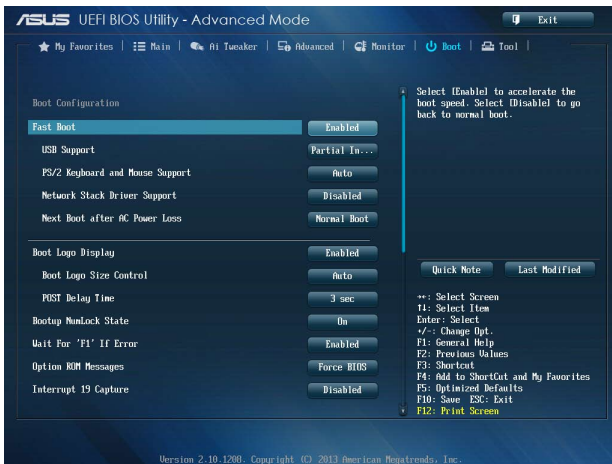 ASUS UEFI BIOS Utility - Advanced Mode
Exit
My Favorites | Main | Ai Tweaker | Advanced | Monitor | Boot | Tool
Boot Configuration
Fast Boot Enabled
USB Support Partial In...
PS/2 Keyboard and Mouse Support Auto
Network Stack Driver Support Disabled
Next Boot after AC Power Loss Normal Boot
Boot Logo Display Enabled
Boot Logo Size Control Auto
POST Delay Time 3 sec
Bootup NumLock State On
Wait For 'F1' If Error Enabled
Option ROM Messages Force BIOS
Interrupt 19 Capture Disabled
Select [Enable] to accelerate the
boot speed. Select [Disable] to go
back to normal boot.
Quick Note Last Modified
→←: Select Screen
↑↓: Select Item
Enter: Select
+/-: Change Opt.
F1: General Help
F2: Previous Values
F3: Shortcut
F4: Add to ShortCut and My Favorites
F5: Optimized Defaults
F10: Save ESC: Exit
F12: Print Screen
Version 2.10.1208. Copyright (C) 2013 American Megatrends, Inc.